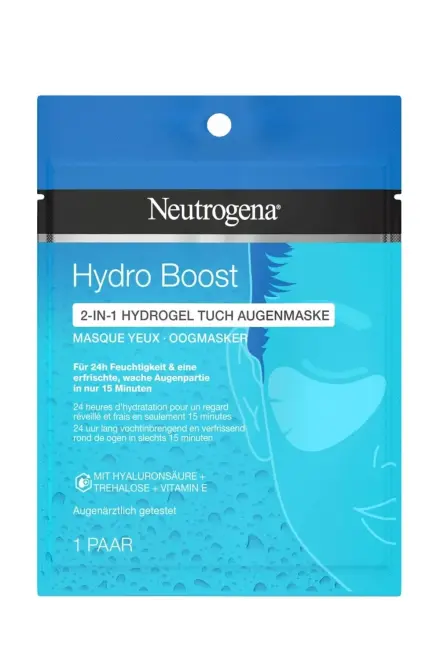 Neutrogena®
Hydro Boost
2-IN-1 HYDROGEL TUCH AUGENMASKE
MASQUE YEUX · OOGMASKER
Für 24h Feuchtigkeit & eine
erfrischte, wache Augenpartie
in nur 15 Minuten
24 heures d'hydratation pour un regard
réveillé et frais en seulement 15 minutes
24 uur lang vochtinbrengend en verfrissend
rond de ogen in slechts 15 minuten
MIT HYALURONSÄURE +
TREHALOSE + VITAMIN E
Augenärztlich getestet
1 PAAR